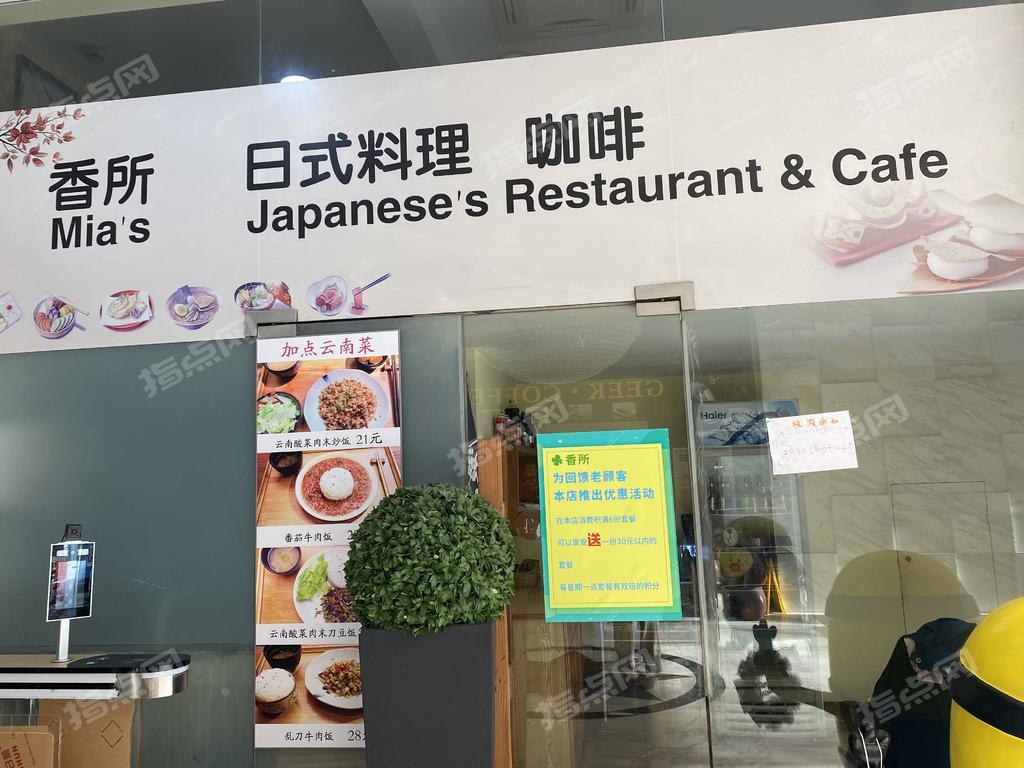 香所 日式料理 咖啡
Mia's Japanese's Restaurant & Cafe
加点云南菜
云南酸菜肉末炒饭 21元
番茄牛肉饭
云南酸菜肉末刀豆饭
乱刀牛肉饭 28
香所
为回馈老顾客
本店推出优惠活动
在本店消费积满6份套餐
可以享受送一份30元以内的
套餐
每星期一点套餐有双倍的积分
GEEK·COFFE
Haier
指点网